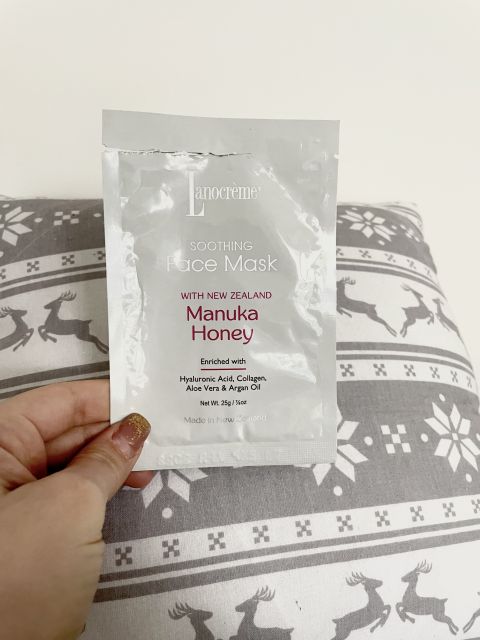 Lanocrème
SOOTHING
Face Mask
WITH NEW ZEALAND
Manuka
Honey
Enriched with
Hyaluronic Acid, Collagen,
Aloe Vera & Argan Oil
Net Wt. 25g / ⅞oz
Made in New Zealand